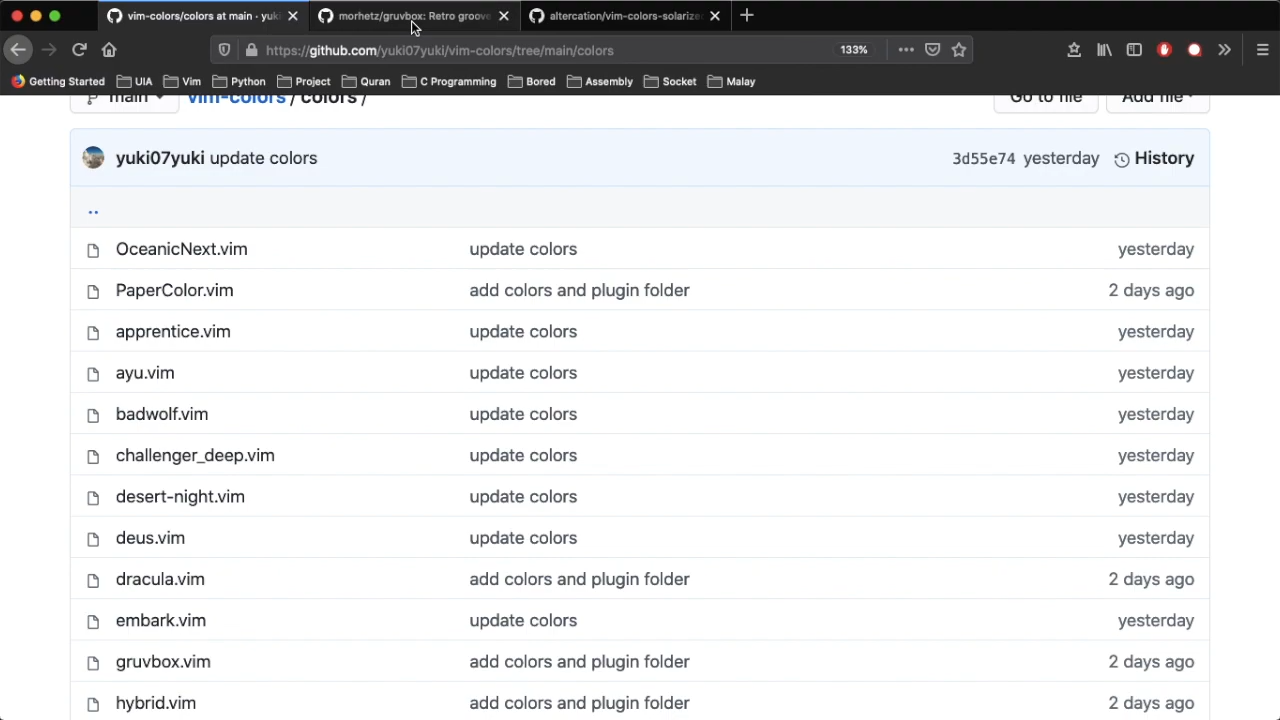 vim-colors/colors at main · yuki
morhetz/gruvbox: Retro groove
altercation/vim-colors-solarize
https://github.com/yuki07yuki/vim-colors/tree/main/colors
133%
Getting Started
UIA
Vim
Python
Project
Quran
C Programming
Bored
Assembly
Socket
Malay
main
vim-colors / colors /
Go to file
Add file
yuki07yuki update colors
3d55e74 yesterday
History
..
OceanicNext.vim update colors yesterday
PaperColor.vim add colors and plugin folder 2 days ago
apprentice.vim update colors yesterday
ayu.vim update colors yesterday
badwolf.vim update colors yesterday
challenger_deep.vim update colors yesterday
desert-night.vim update colors yesterday
deus.vim update colors yesterday
dracula.vim add colors and plugin folder 2 days ago
embark.vim update colors yesterday
gruvbox.vim add colors and plugin folder 2 days ago
hybrid.vim add colors and plugin folder 2 days ago